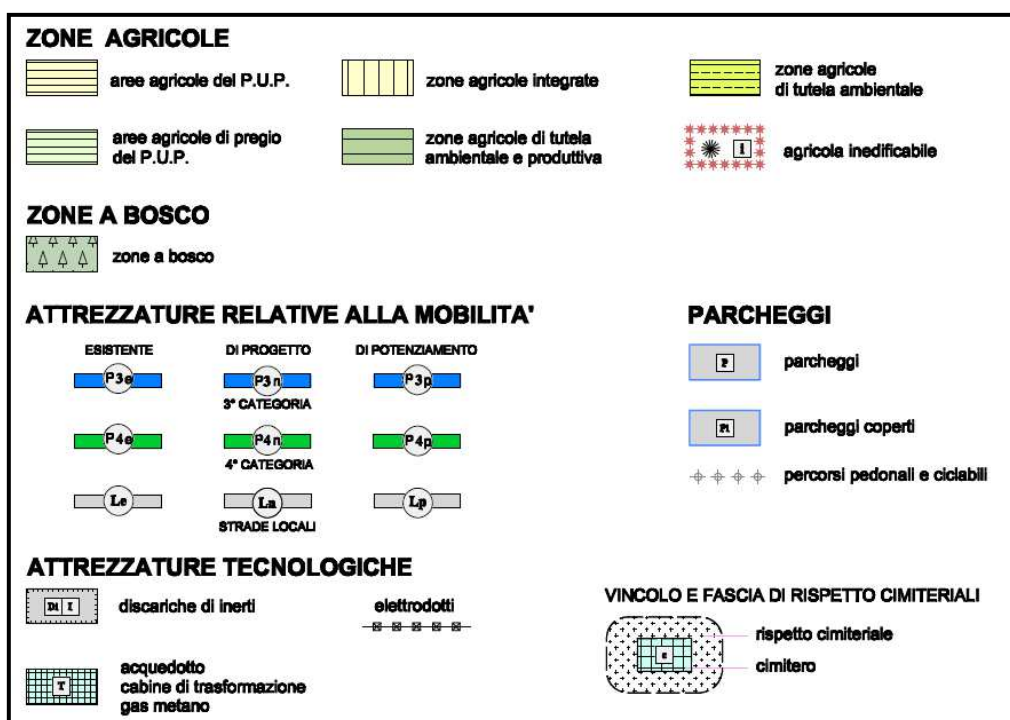 ZONE AGRICOLE
aree agricole del P.U.P.
zone agricole integrate
zone agricole
di tutela ambientale
aree agricole di pregio
del P.U.P.
zone agricole di tutela
ambientale e produttiva
i
agricola inedificabile
ZONE A BOSCO
zone a bosco
ATTREZZATURE RELATIVE ALLA MOBILITA'
ESISTENTE
DI PROGETTO
DI POTENZIAMENTO
P3e
P3n
P3p
3° CATEGORIA
P4e
P4n
P4p
4° CATEGORIA
Le
Ln
Lp
STRADE LOCALI
PARCHEGGI
P
parcheggi
Pi
parcheggi coperti
percorsi pedonali e ciclabili
ATTREZZATURE TECNOLOGICHE
Di I
discariche di inerti
elettrodotti
T
acquedotto
cabine di trasformazione
gas metano
VINCOLO E FASCIA DI RISPETTO CIMITERIALI
rispetto cimiteriale
cimitero